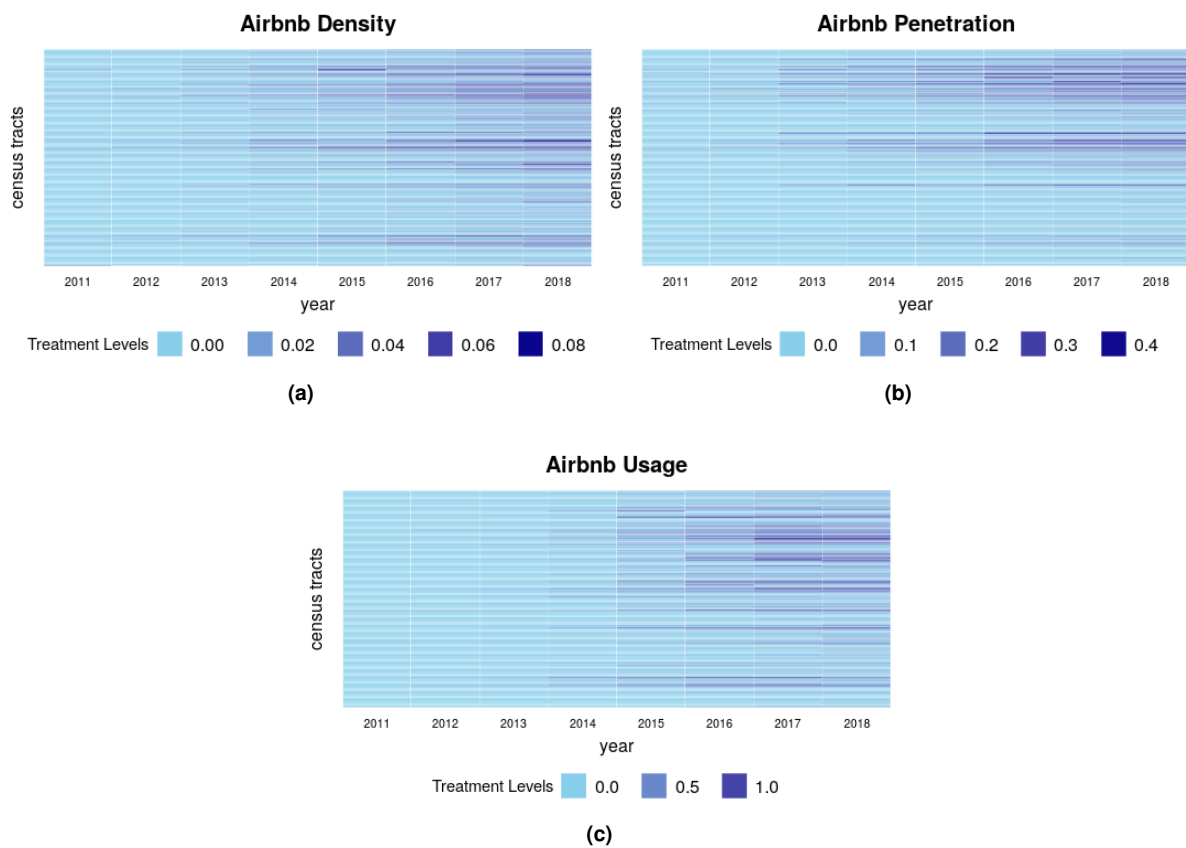 Airbnb Density
census tracts
2011 2012 2013 2014 2015 2016 2017 2018
year
Treatment Levels 0.00 0.02 0.04 0.06 0.08
(a)
Airbnb Penetration
census tracts
2011 2012 2013 2014 2015 2016 2017 2018
year
Treatment Levels 0.0 0.1 0.2 0.3 0.4
(b)
Airbnb Usage
census tracts
2011 2012 2013 2014 2015 2016 2017 2018
year
Treatment Levels 0.0 0.5 1.0
(c)